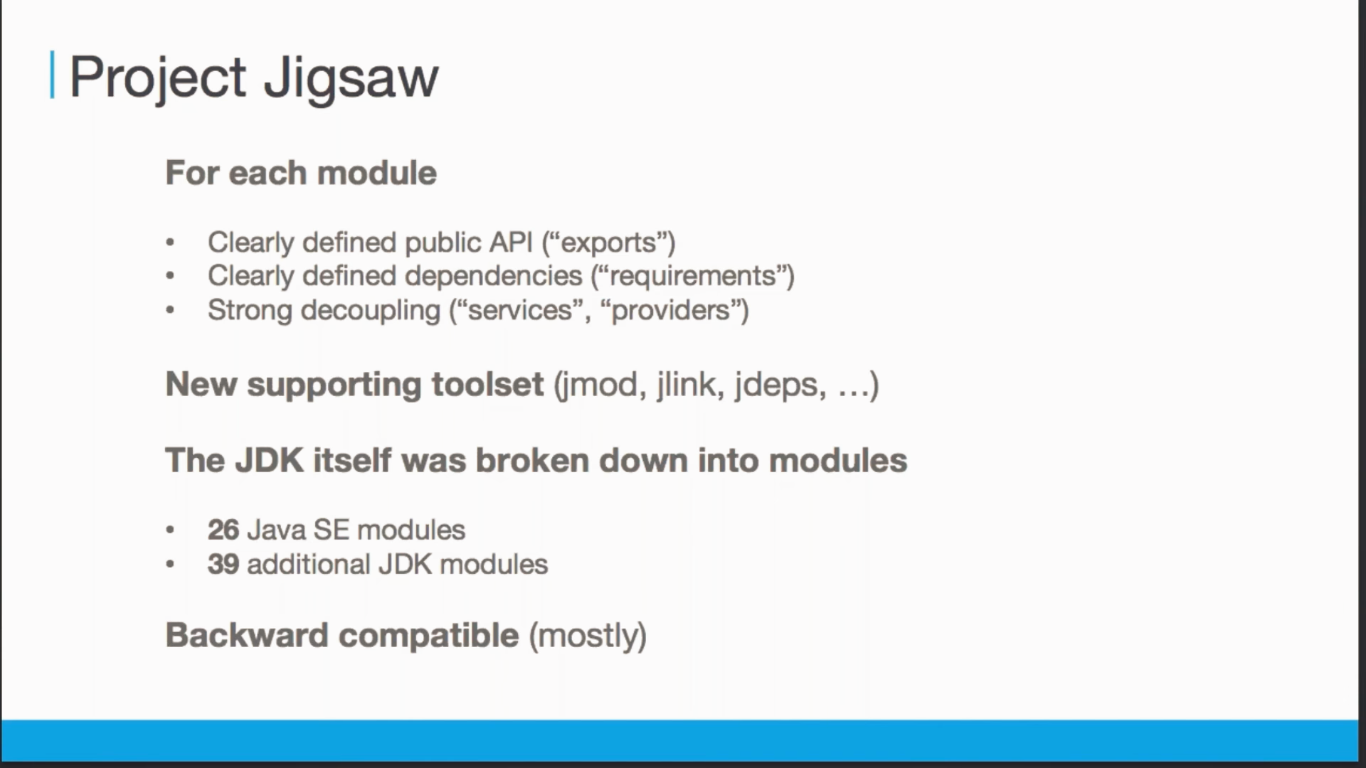 Project Jigsaw
For each module
• Clearly defined public API (“exports”)
• Clearly defined dependencies (“requirements”)
• Strong decoupling (“services”, “providers”)
New supporting toolset (jmod, jlink, jdeps, …)
The JDK itself was broken down into modules
• 26 Java SE modules
• 39 additional JDK modules
Backward compatible (mostly)